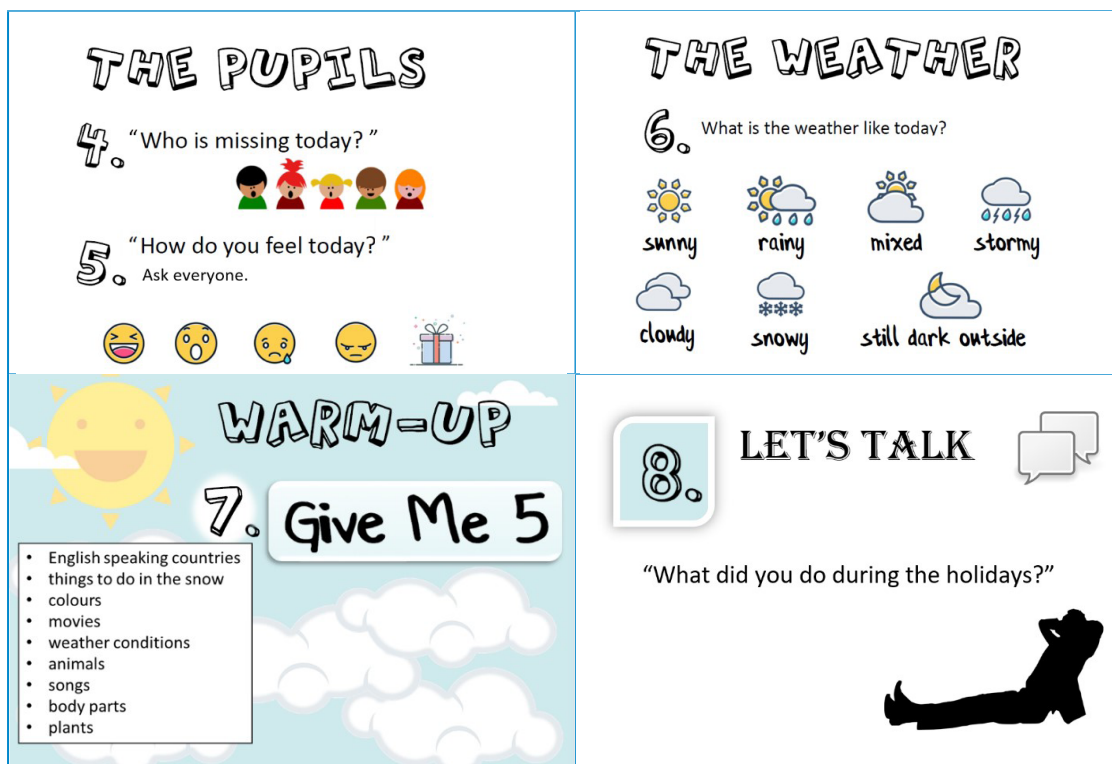 THE PUPILS
4. “Who is missing today? ”
5. “How do you feel today? ”
Ask everyone.
THE WEATHER
6. What is the weather like today?
sunny rainy mixed stormy
cloudy snowy still dark outside
WARM-UP
7. Give Me 5
• English speaking countries
• things to do in the snow
• colours
• movies
• weather conditions
• animals
• songs
• body parts
• plants
8. LET’S TALK
“What did you do during the holidays?”